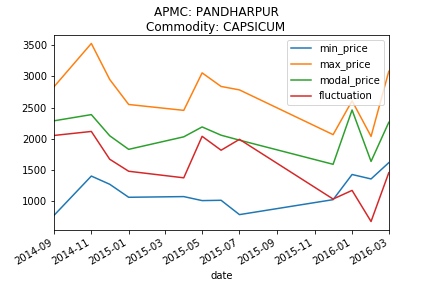 APMC: PANDHARPUR
Commodity: CAPSICUM
min_price
max_price
modal_price
fluctuation
3500
3000
2500
2000
1500
1000
2014-09
2014-11
2015-01
2015-03
2015-05
2015-07
2015-09
2015-11
2016-01
2016-03
date